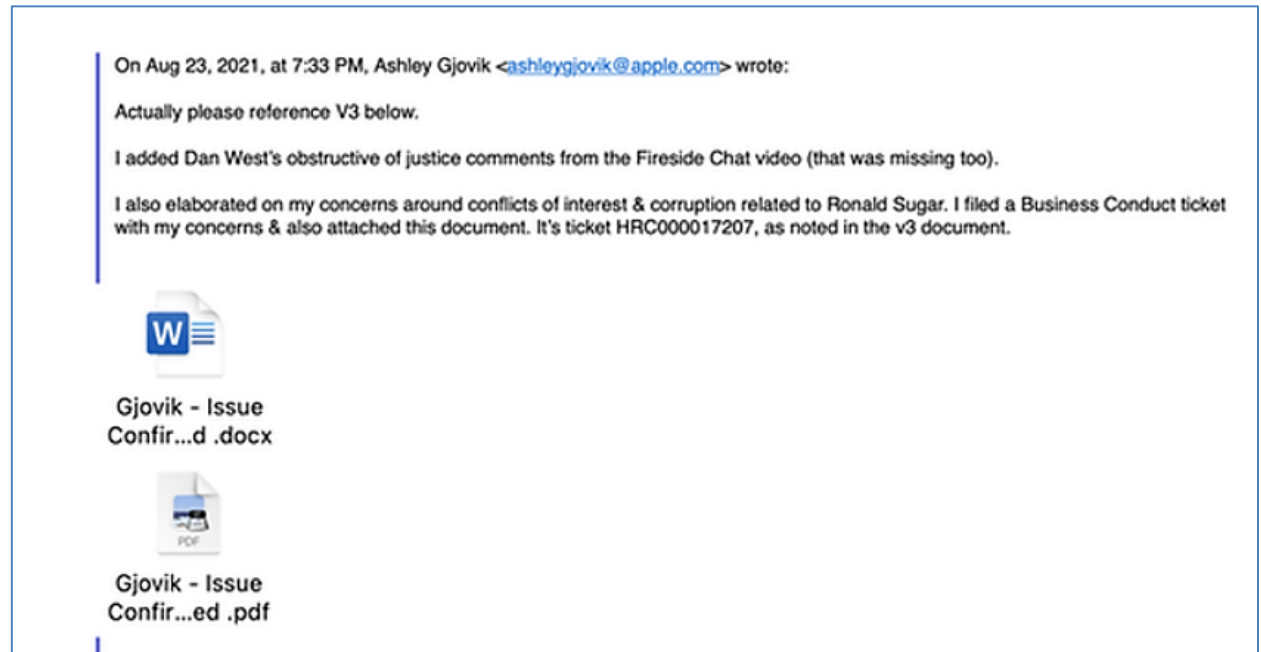 On Aug 23, 2021, at 7:33 PM, Ashley Gjovik <ashleygjovik@apple.com> wrote:
Actually please reference V3 below.
I added Dan West's obstructive of justice comments from the Fireside Chat video (that was missing too).
I also elaborated on my concerns around conflicts of interest & corruption related to Ronald Sugar. I filed a Business Conduct ticket
with my concerns & also attached this document. It's ticket HRC000017207, as noted in the v3 document.
W
Gjovik - Issue
Confir...d .docx
PDF
Gjovik - Issue
Confir...ed .pdf